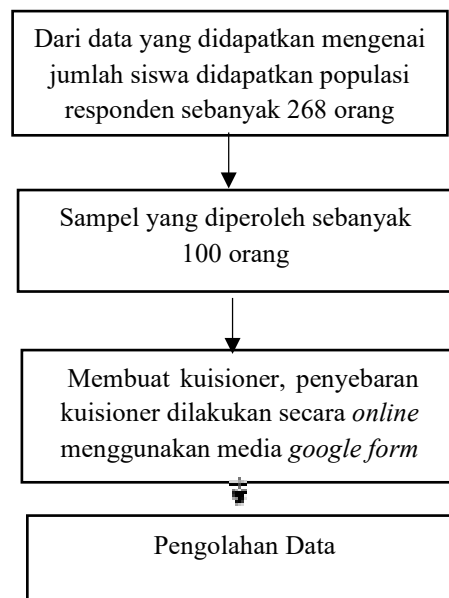 Dari data yang didapatkan mengenai
jumlah siswa didapatkan populasi
responden sebanyak 268 orang
Sampel yang diperoleh sebanyak
100 orang
Membuat kuisioner, penyebaran
kuisioner dilakukan secara online
menggunakan media google form
Pengolahan Data